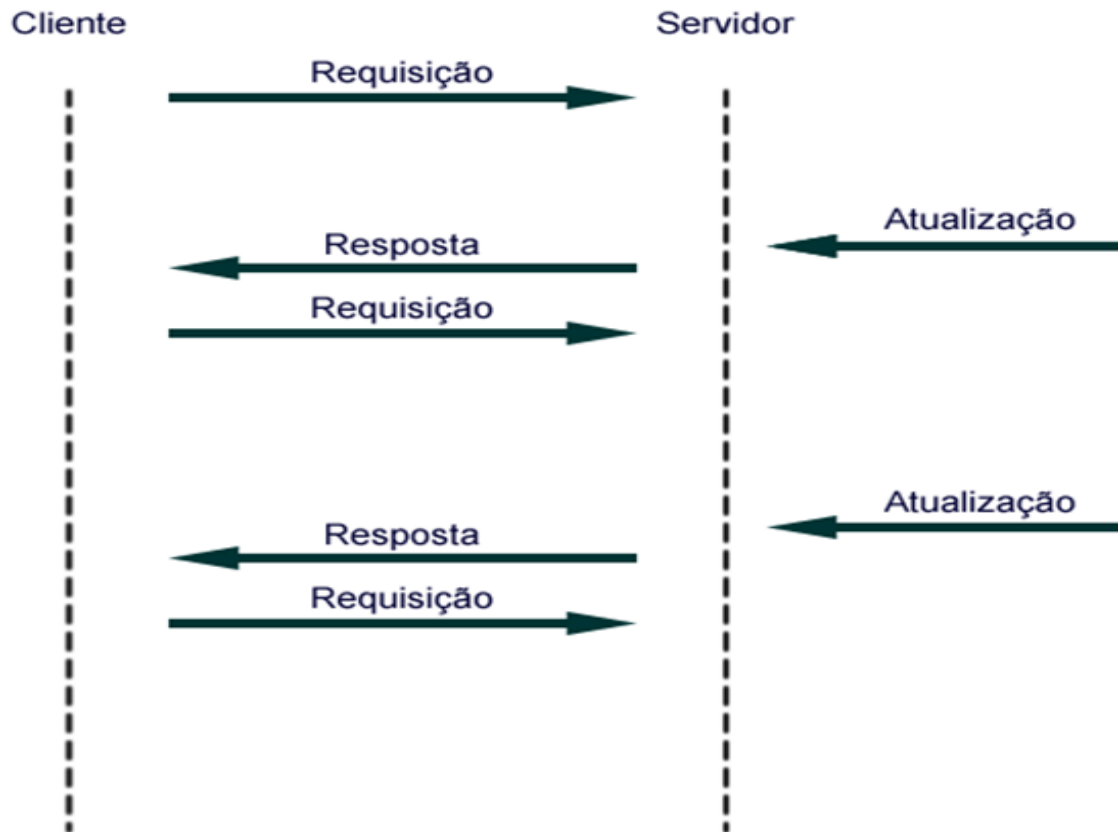 Cliente
Servidor
Requisição
Atualização
Resposta
Requisição
Atualização
Resposta
Requisição